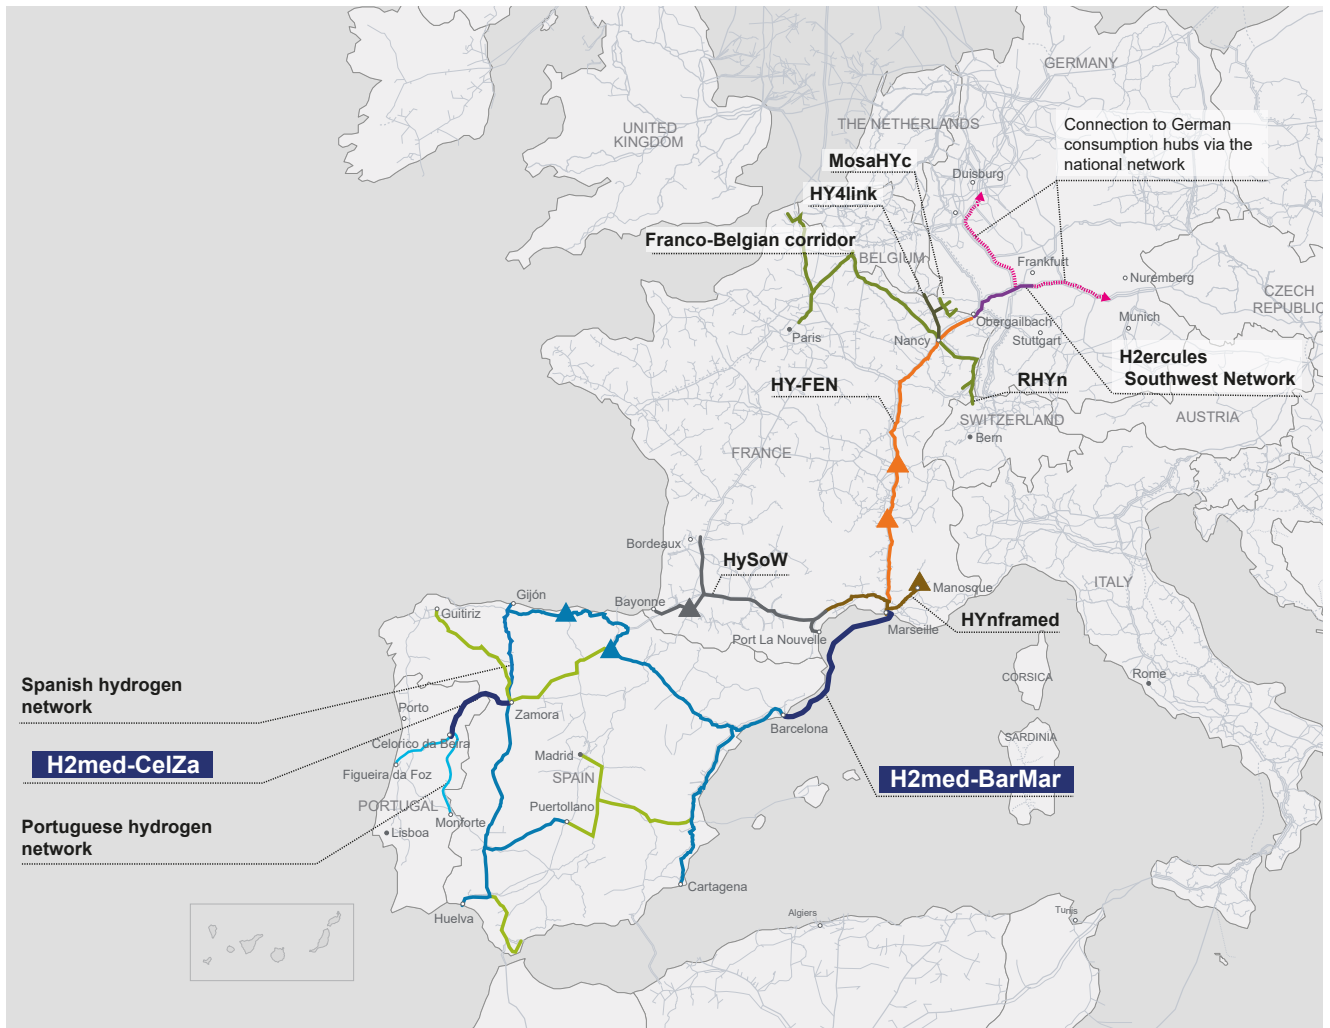 GERMANY
UNITED
KINGDOM
THE NETHERLANDS
Connection to German
consumption hubs via the
national network
MosaHYc
Duisburg
HY4link
Franco-Belgian corridor
BELGIUM
Frankfurt
Nuremberg
CZECH
REPUBLIC
Obergailbach
Munich
Paris
Nancy
Stuttgart
H2ercules
Southwest Network
HY-FEN
RHYn
SWITZERLAND
AUSTRIA
Bern
FRANCE
Bordeaux
HySoW
ITALY
Gijón
Bayonne
Manosque
Guitiriz
HYnframed
Port La Nouvelle
Marseille
CORSICA
Rome
Spanish hydrogen
network
Porto
Zamora
Barcelona
SARDINIA
Celorico da Beira
H2med-CelZa
Madrid
Figueira da Foz
SPAIN
H2med-BarMar
PORTUGAL
Puertollano
Monforte
Portuguese hydrogen
network
Lisboa
Cartagena
Huelva
Algiers
Tunis